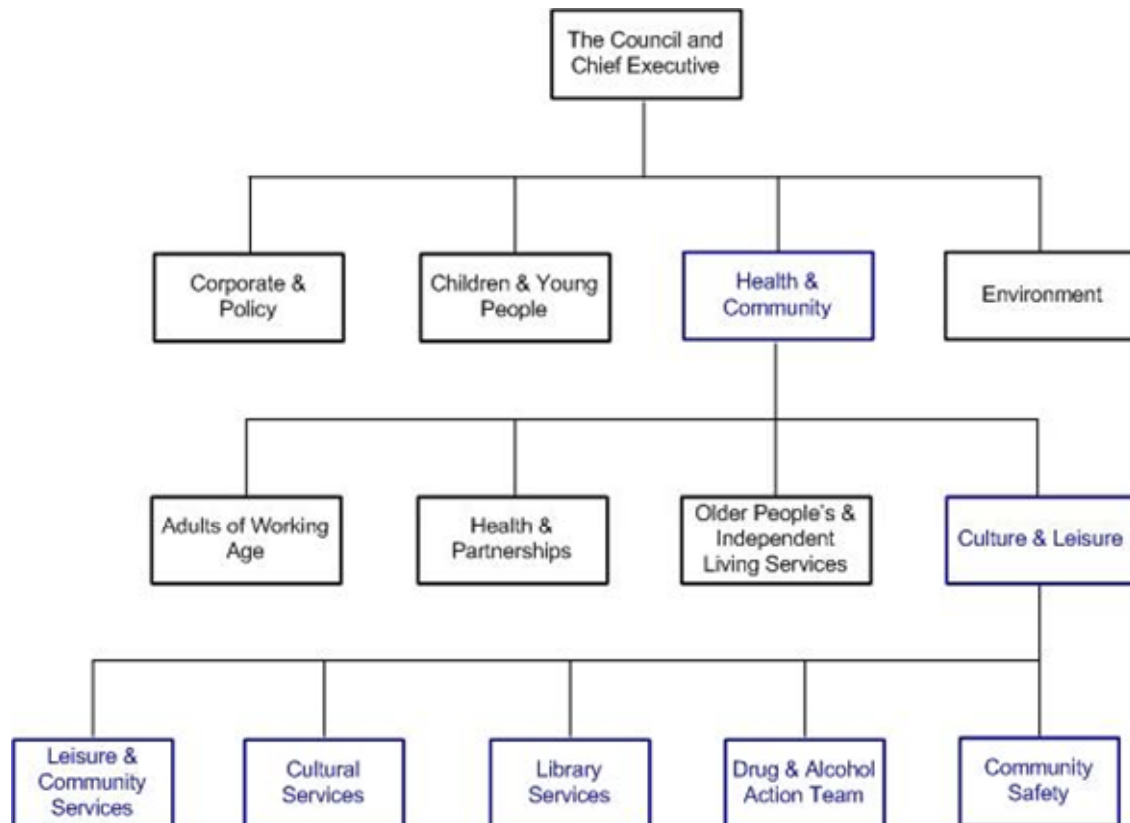 The Council and
Chief Executive
Corporate &
Policy
Children & Young
People
Health &
Community
Environment
Adults of Working
Age
Health &
Partnerships
Older People's &
Independent
Living Services
Culture & Leisure
Leisure &
Community
Services
Cultural
Services
Library
Services
Drug & Alcohol
Action Team
Community
Safety